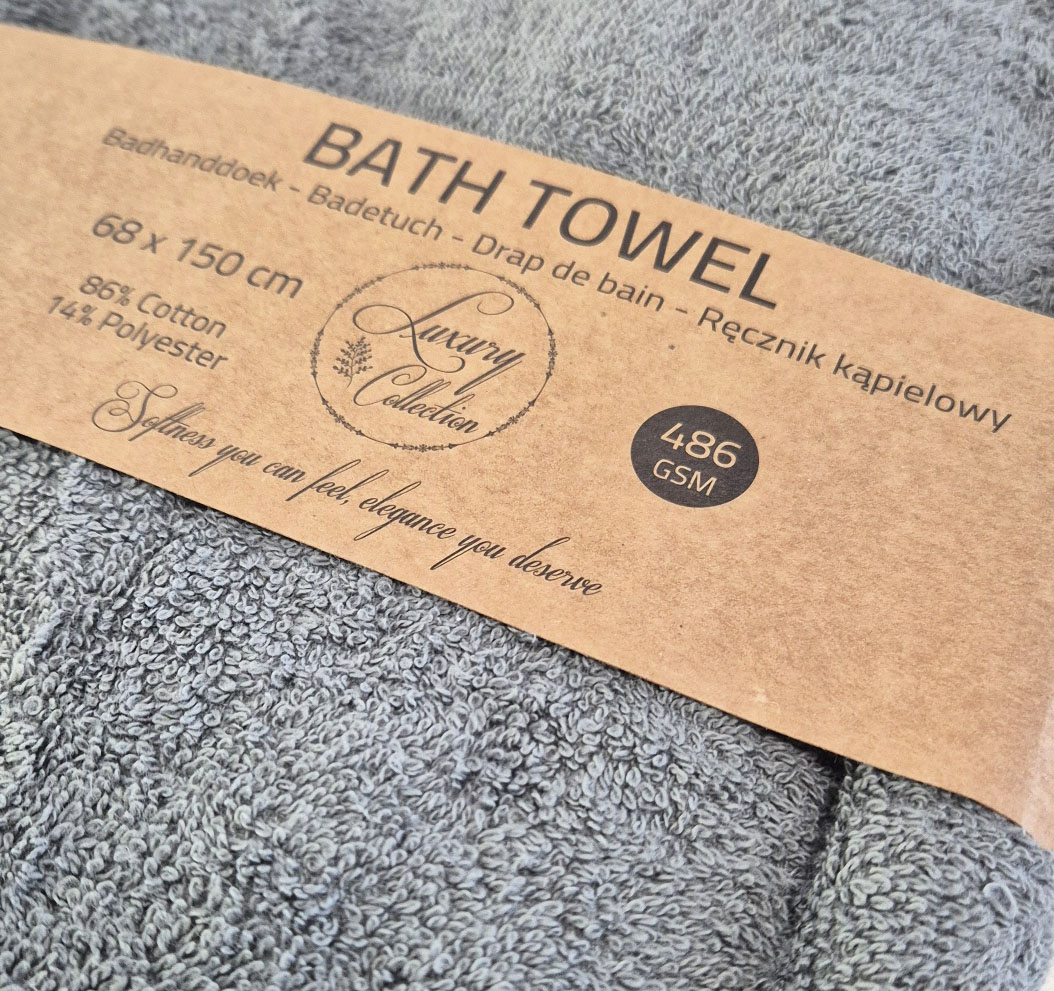 BATH TOWEL
Badhanddoek - Badetuch - Drap de bain - Ręcznik kąpielowy
68 x 150 cm
86% Cotton
14% Polyester
Luxury
Collection
486
GSM
Softness you can feel, elegance you deserve